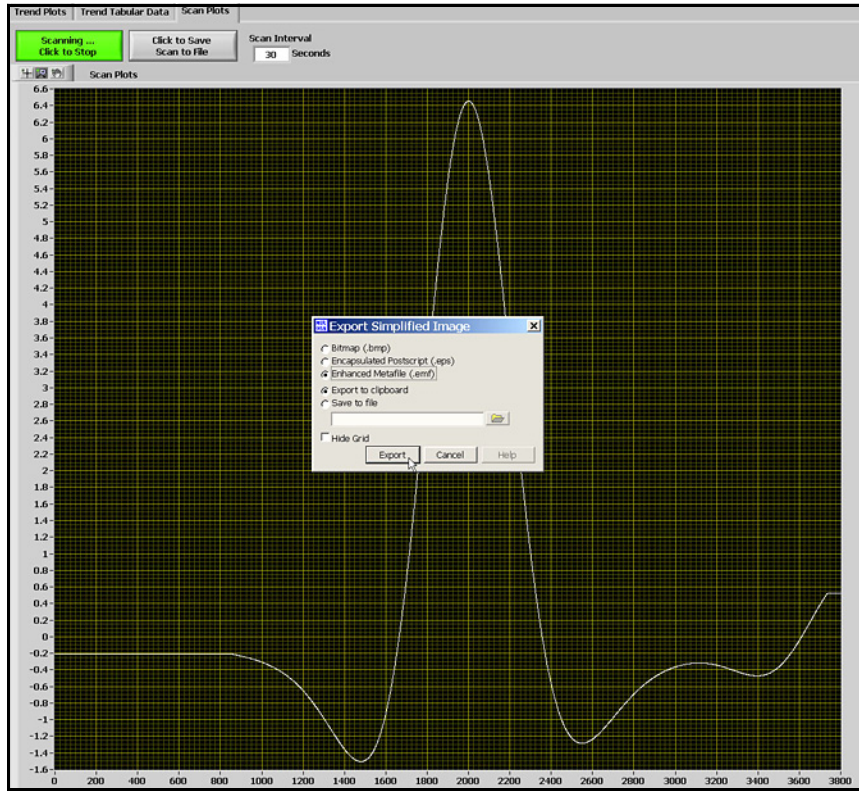 Trend Plots Trend Tabular Data Scan Plots
Scanning ...
Click to Stop
Click to Save
Scan to File
Scan Interval
30 Seconds
Scan Plots
6.6
6.4
6.2
6
5.8
5.6
5.4
5.2
5
4.8
4.6
4.4
4.2
4
3.8
3.6
3.4
3.2
3
2.8
2.6
2.4
2.2
2
1.8
1.6
1.4
1.2
1
0.8
0.6
0.4
0.2
0
-0.2
-0.4
-0.6
-0.8
-1
-1.2
-1.4
-1.6
0 200 400 600 800 1000 1200 1400 1600 1800 2000 2200 2400 2600 2800 3000 3200 3400 3600 3800
Export Simplified Image
Bitmap (.bmp)
Encapsulated Postscript (.eps)
Enhanced Metafile (.emf)
Export to clipboard
Save to file
Hide Grid
Export Cancel Help